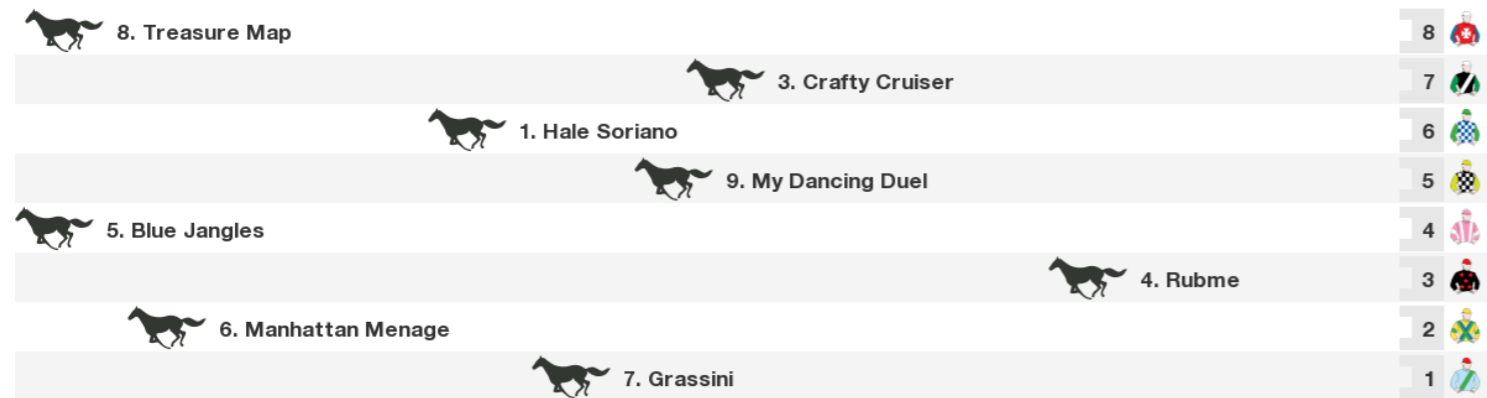 8. Treasure Map 8
3. Crafty Cruiser 7
1. Hale Soriano 6
9. My Dancing Duel 5
5. Blue Jangles 4
4. Rubme 3
6. Manhattan Menage 2
7. Grassini 1